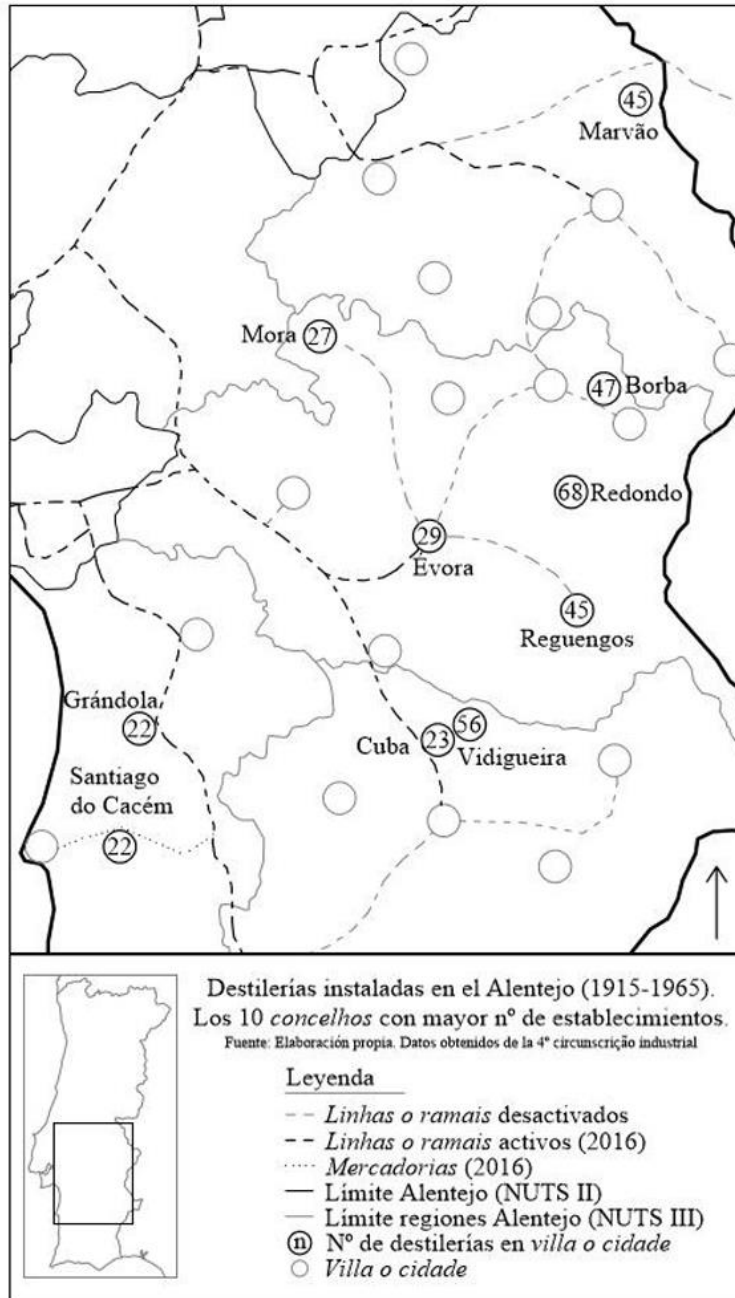 45
Marvão
Mora 27
47 Borba
68 Redondo
29
Évora
45
Reguengos
Grándola
22
56
Cuba 23
Vidigueira
Santiago
do Cacém
22
Destilerías instaladas en el Alentejo (1915-1965).
Los 10 concelhos con mayor nº de establecimientos.
Fuente: Elaboración propia. Datos obtenidos de la 4º circunscrição industrial
Leyenda
Linhas o ramais desactivados
Linhas o ramais activos (2016)
Mercadorias (2016)
Límite Alentejo (NUTS II)
Límite regiones Alentejo (NUTS III)
n Nº de destilerías en villa o cidade
Villa o cidade